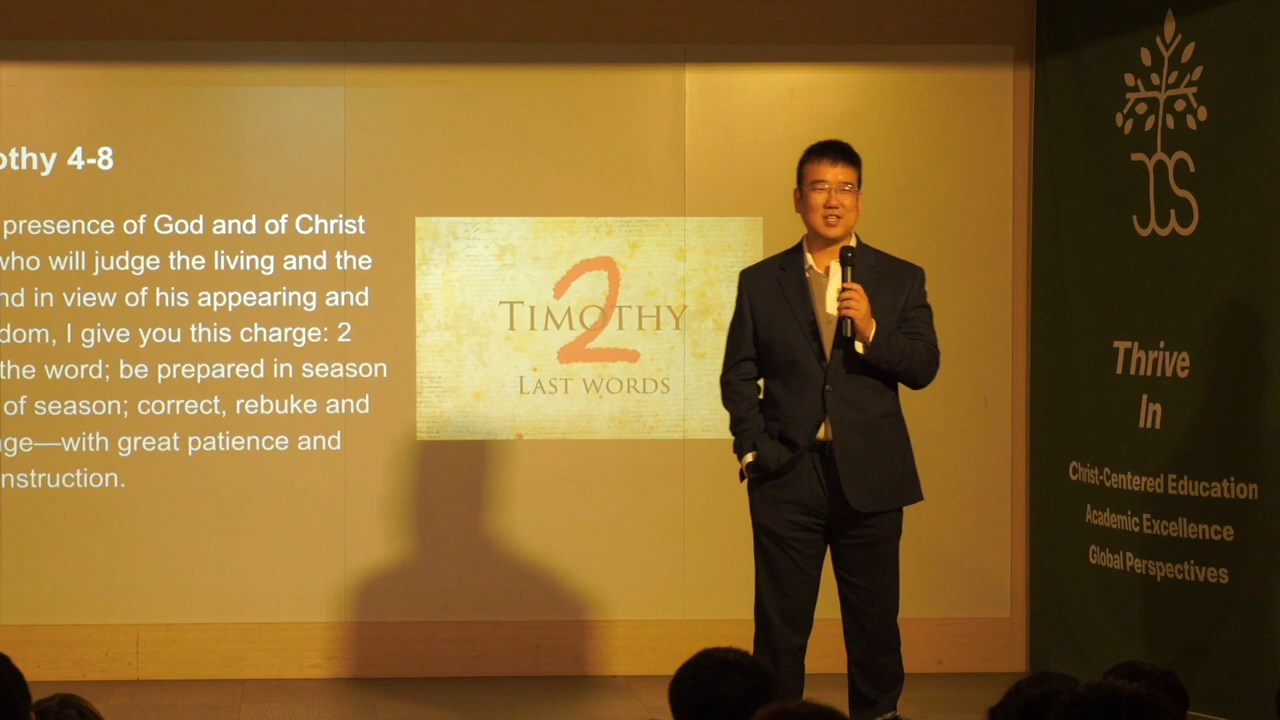 othy 4-8
presence of God and of Christ
who will judge the living and the
nd in view of his appearing and
dom, I give you this charge: 2
the word; be prepared in season
of season; correct, rebuke and
ge—with great patience and
nstruction.
2
TIMOTHY
LAST WORDS
JCS
Thrive
In
Christ-Centered Education
Academic Excellence
Global Perspectives